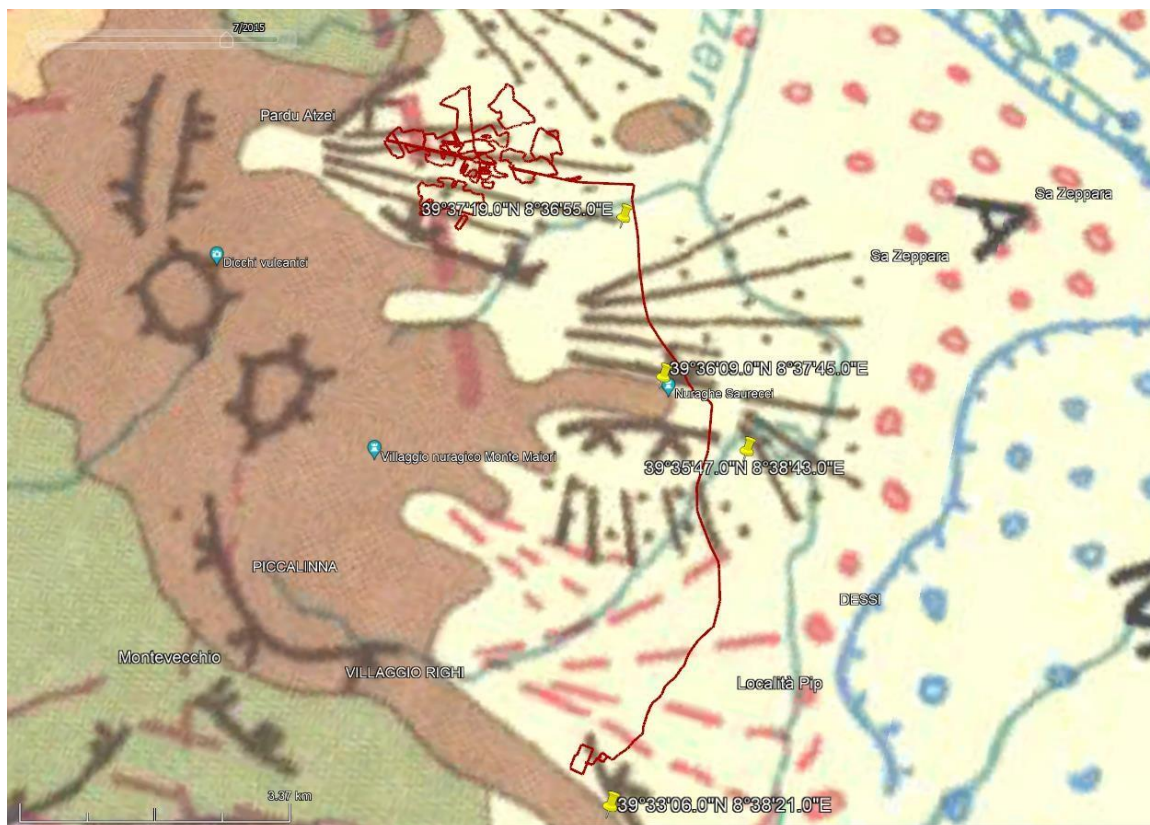 7/2015
tzer
Pardu Atzei
Sa Zeppara
39°37'19.0"N 8°36'55.0"E
Sa Zeppara
Dicchi vulcanici
39°36'09.0"N 8°37'45.0"E
Nuraghe Saurecci
Villaggio nuragico Monte Maiori
39°35'47.0"N 8°38'43.0"E
PICCALINNA
DESSÌ
Montevecchio
VILLAGGIO RIGHI
Località Pip
3.37 km
39°33'06.0"N 8°38'21.0"E